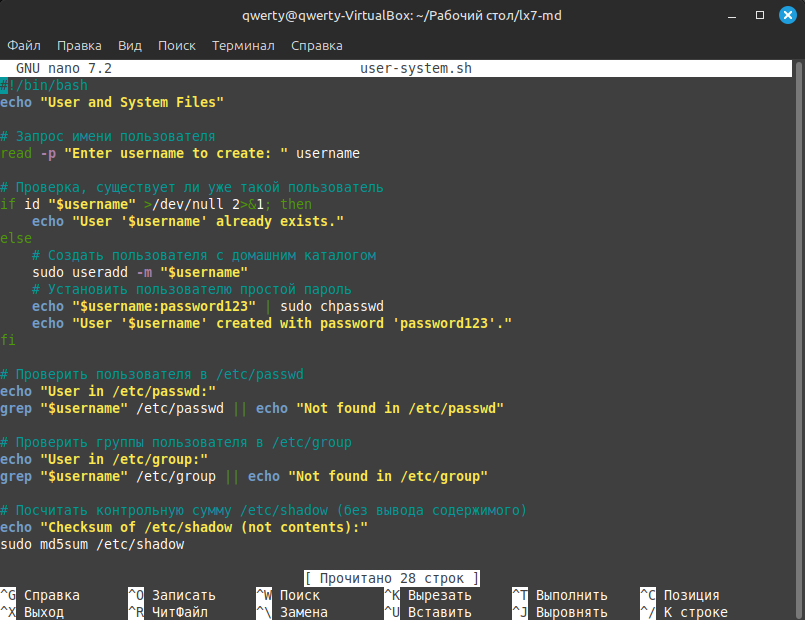 qwerty@qwerty-VirtualBox: ~/Рабочий стол/lx7-md
Файл Правка Вид Поиск Терминал Справка
GNU nano 7.2 user-system.sh
#!/bin/bash
echo "User and System Files"
# Запрос имени пользователя
read -p "Enter username to create: " username
# Проверка, существует ли уже такой пользователь
if id "$username" >/dev/null 2>&1; then
    echo "User '$username' already exists."
else
    # Создать пользователя с домашним каталогом
    sudo useradd -m "$username"
    # Установить пользователю простой пароль
    echo "$username:password123" | sudo chpasswd
    echo "User '$username' created with password 'password123'."
fi
# Проверить пользователя в /etc/passwd
echo "User in /etc/passwd:"
grep "$username" /etc/passwd || echo "Not found in /etc/passwd"
# Проверить группы пользователя в /etc/group
echo "User in /etc/group:"
grep "$username" /etc/group || echo "Not found in /etc/group"
# Посчитать контрольную сумму /etc/shadow (без вывода содержимого)
echo "Checksum of /etc/shadow (not contents):"
sudo md5sum /etc/shadow
[ Прочитано 28 строк ]
^G Справка ^O Записать ^W Поиск ^K Вырезать ^T Выполнить ^C Позиция
^X Выход ^R ЧитФайл ^\ Замена ^U Вставить ^J Выровнять ^/ К строке